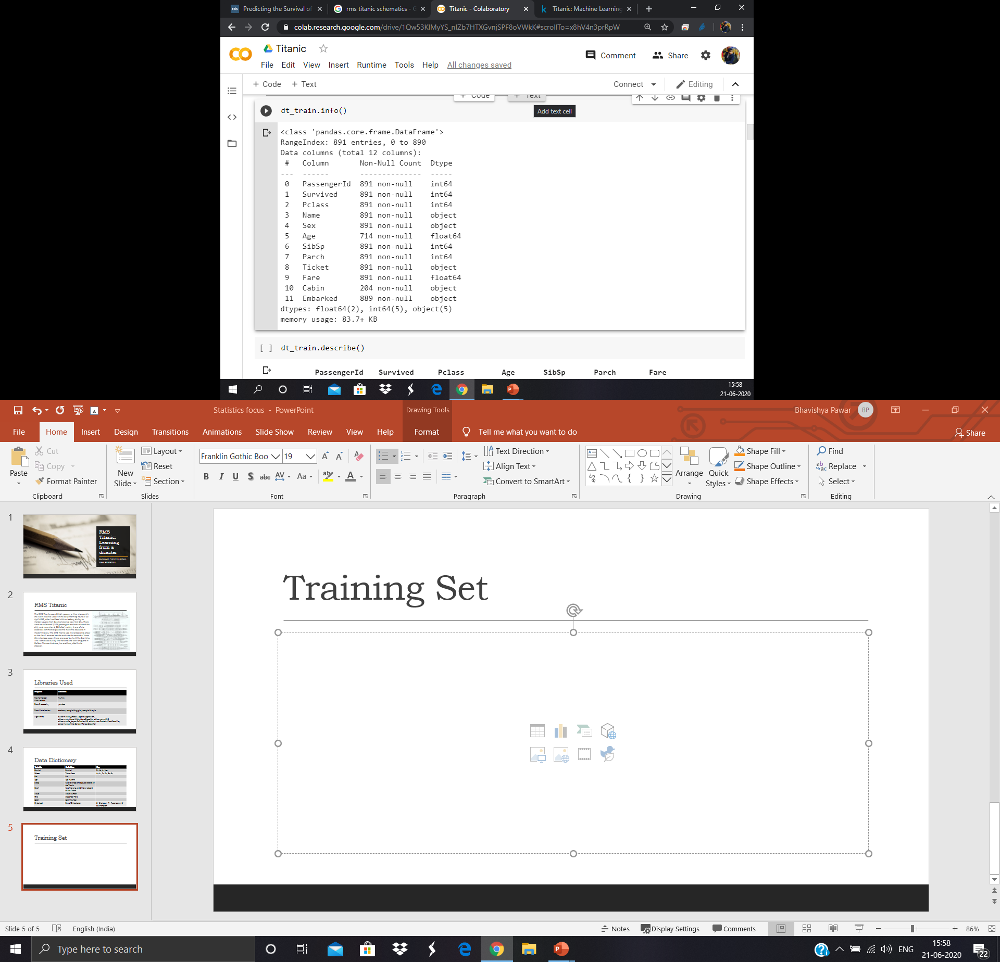 Predicting the Survival of
rms titanic schematics - G
Titanic - Colaboratory
Titanic: Machine Learning
colab.research.google.com/drive/1Qw53KlMyYS_nIZb7HTXGvnjSPF8oVWkK#scrollTo=x8hV4n3prRpW
Titanic
Comment
Share
File Edit View Insert Runtime Tools Help All changes saved
+ Code + Text
Connect
Editing
+ Code + Text
dt_train.info()
Add text cell
<class 'pandas.core.frame.DataFrame'>
RangeIndex: 891 entries, 0 to 890
Data columns (total 12 columns):
# Column Non-Null Count Dtype
--- ------ -------------- -----
0 PassengerId 891 non-null int64
1 Survived 891 non-null int64
2 Pclass 891 non-null int64
3 Name 891 non-null object
4 Sex 891 non-null object
5 Age 714 non-null float64
6 SibSp 891 non-null int64
7 Parch 891 non-null int64
8 Ticket 891 non-null object
9 Fare 891 non-null float64
10 Cabin 204 non-null object
11 Embarked 889 non-null object
dtypes: float64(2), int64(5), object(5)
memory usage: 83.7+ KB
[ ] dt_train.describe()
PassengerId Survived Pclass Age SibSp Parch Fare
15:58
21-06-2020
Statistics focus - PowerPoint
Drawing Tools
Bhavishya Pawar
BP
File Home Insert Design Transitions Animations Slide Show Review View Help Format Tell me what you want to do
Share
Paste
Cut
Copy
Format Painter
Clipboard
New Slide
Layout
Reset
Section
Slides
Franklin Gothic Boo 19
B I U S abc AV Aa A
Font
Text Direction
Align Text
Convert to SmartArt
Paragraph
Arrange
Quick Styles
Shape Fill
Shape Outline
Shape Effects
Drawing
Find
Replace
Select
Editing
1
RMS
Titanic:
Learning
from a
disaster
2
RMS Titanic
3
Libraries Used
4
Data Dictionary
5
Training Set
Training Set
Slide 5 of 5
English (India)
Notes
Display Settings
Comments
86%
Type here to search
ENG
15:58
21-06-2020
22